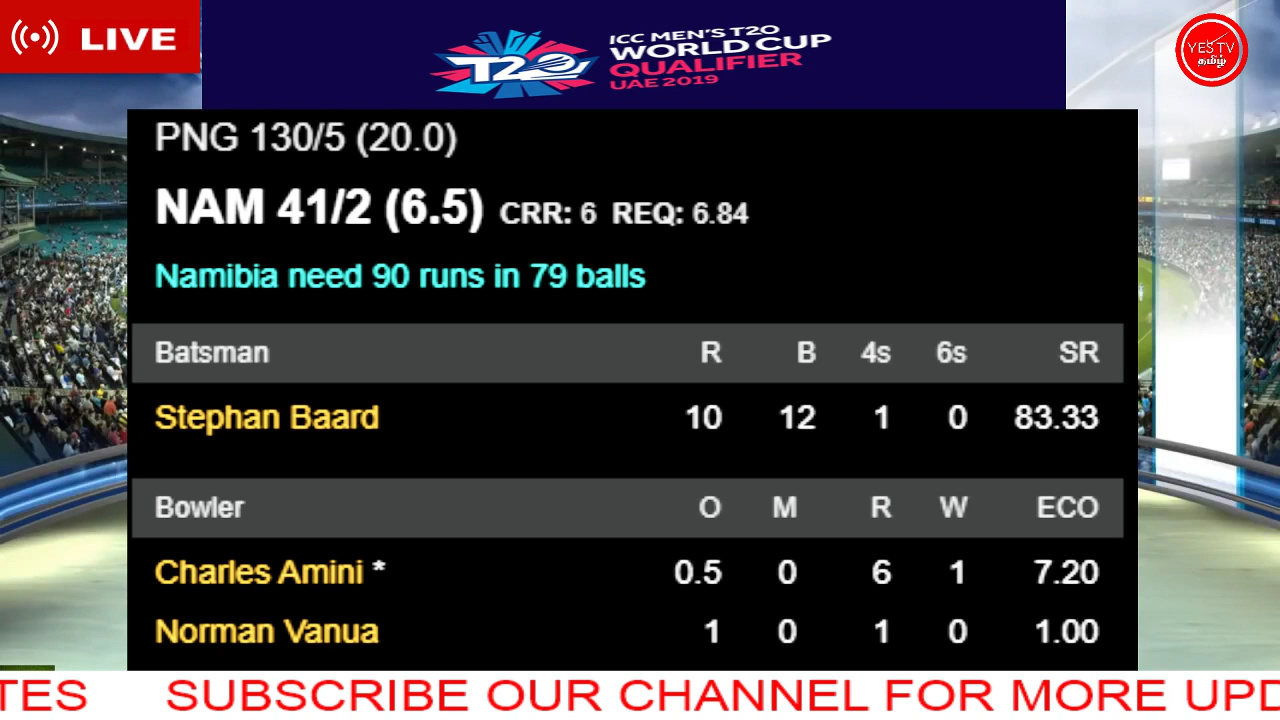 LIVE
T20
ICC MEN'S T20
WORLD CUP
QUALIFIER
UAE 2019
YES TV
தமிழ்
PNG 130/5 (20.0)
NAM 41/2 (6.5) CRR: 6 REQ: 6.84
Namibia need 90 runs in 79 balls
Batsman R B 4s 6s SR
Stephan Baard 10 12 1 0 83.33
Bowler O M R W ECO
Charles Amini * 0.5 0 6 1 7.20
Norman Vanua 1 0 1 0 1.00
TES SUBSCRIBE OUR CHANNEL FOR MORE UPD